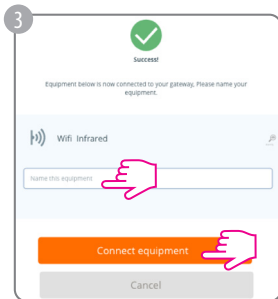 3
Success!
Equipment below is now connected to your gateway, Please name your
equipment.
Wifi Infrared
Name this equipment
Connect equipment
Cancel